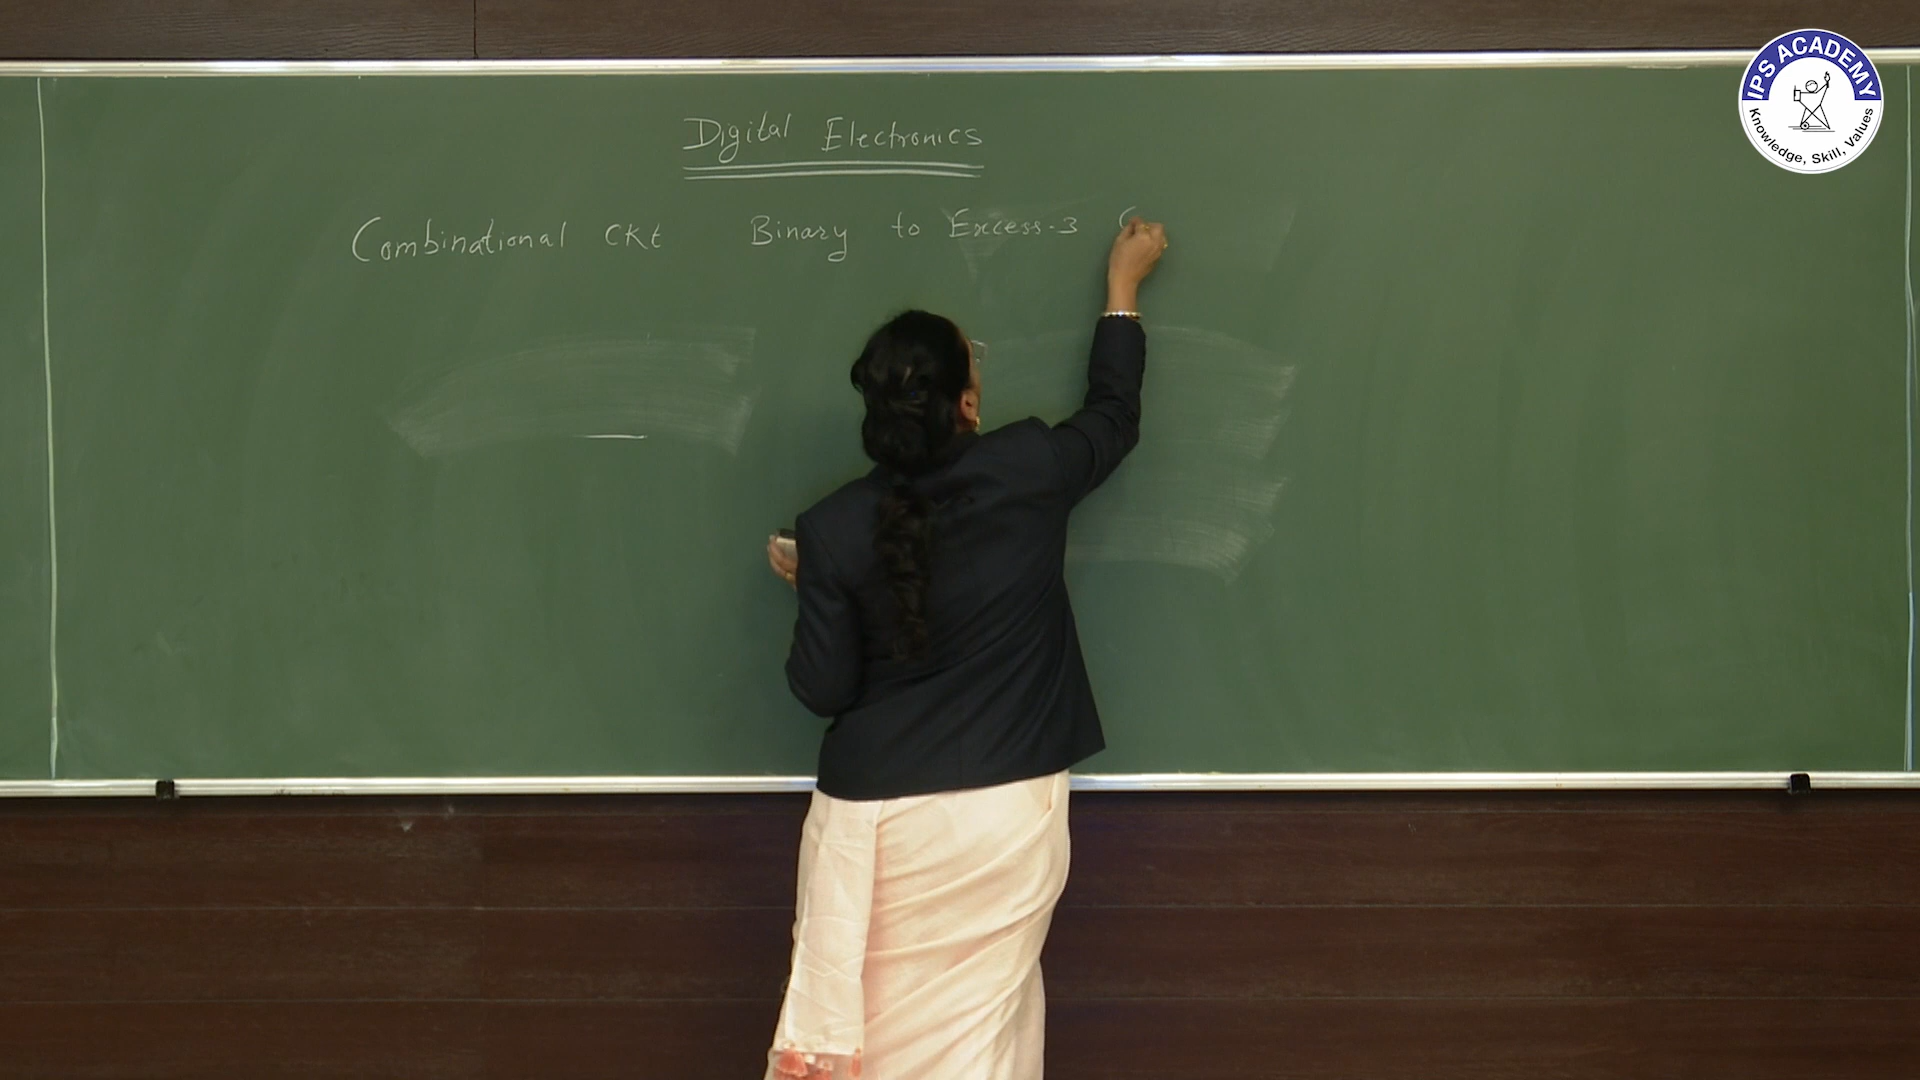 IPS ACADEMY
Knowledge, Skill, Values
Digital Electronics
Combinational CKt Binary to Excess-3 C